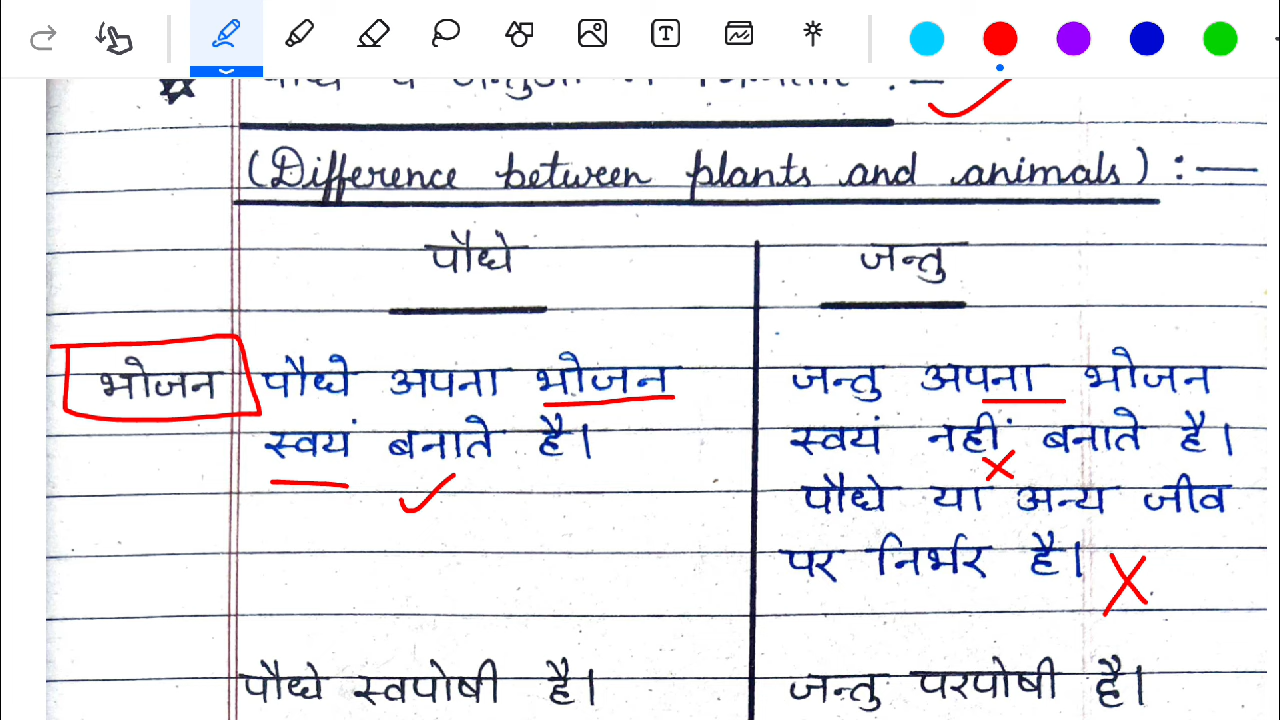 (Difference between plants and animals) : —
पौधे जन्तु
भोजन पौधे अपना भोजन जन्तु अपना भोजन
स्वयं बनाते है। स्वयं नहीं बनाते है।
पौधे या अन्य जीव
पर निर्भर है।
पौधे स्वपोषी है। जन्तु परपोषी है।